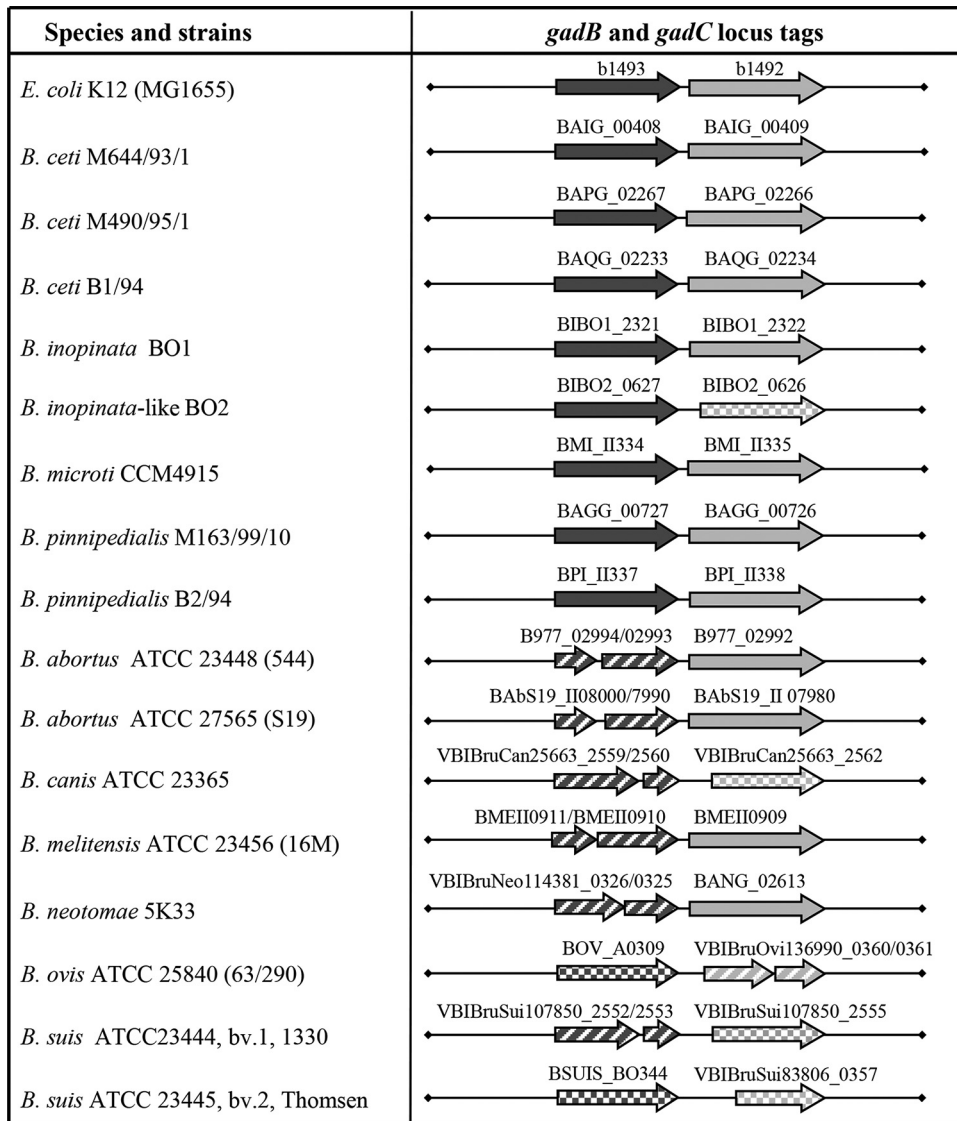 Species and strains
gadB and gadC locus tags
E. coli K12 (MG1655)
b1493
b1492
B. ceti M644/93/1
BAIG_00408
BAIG_00409
B. ceti M490/95/1
BAPG_02267
BAPG_02266
B. ceti B1/94
BAQG_02233
BAQG_02234
B. inopinata BO1
BIBO1_2321
BIBO1_2322
B. inopinata-like BO2
BIBO2_0627
BIBO2_0626
B. microti CCM4915
BMI_II334
BMI_II335
B. pinnipedialis M163/99/10
BAGG_00727
BAGG_00726
B. pinnipedialis B2/94
BPI_II337
BPI_II338
B. abortus ATCC 23448 (544)
B977_02994/02993
B977_02992
B. abortus ATCC 27565 (S19)
BAbS19_II08000/7990
BAbS19_II 07980
B. canis ATCC 23365
VBIBruCan25663_2559/2560
VBIBruCan25663_2562
B. melitensis ATCC 23456 (16M)
BMEII0911/BMEII0910
BMEII0909
B. neotomae 5K33
VBIBruNeo114381_0326/0325
BANG_02613
B. ovis ATCC 25840 (63/290)
BOV_A0309
VBIBruOvi136990_0360/0361
B. suis ATCC23444, bv.1, 1330
VBIBruSui107850_2552/2553
VBIBruSui107850_2555
B. suis ATCC 23445, bv.2, Thomsen
BSUIS_BO344
VBIBruSui83806_0357